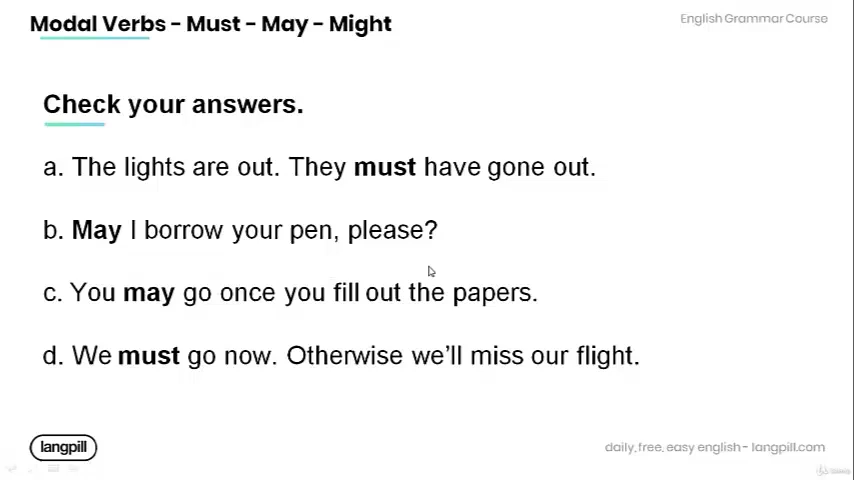 Modal Verbs - Must - May - Might
English Grammar Course
Check your answers.
a. The lights are out. They must have gone out.
b. May I borrow your pen, please?
c. You may go once you fill out the papers.
d. We must go now. Otherwise we'll miss our flight.
langpill
daily, free, easy english - langpill.com